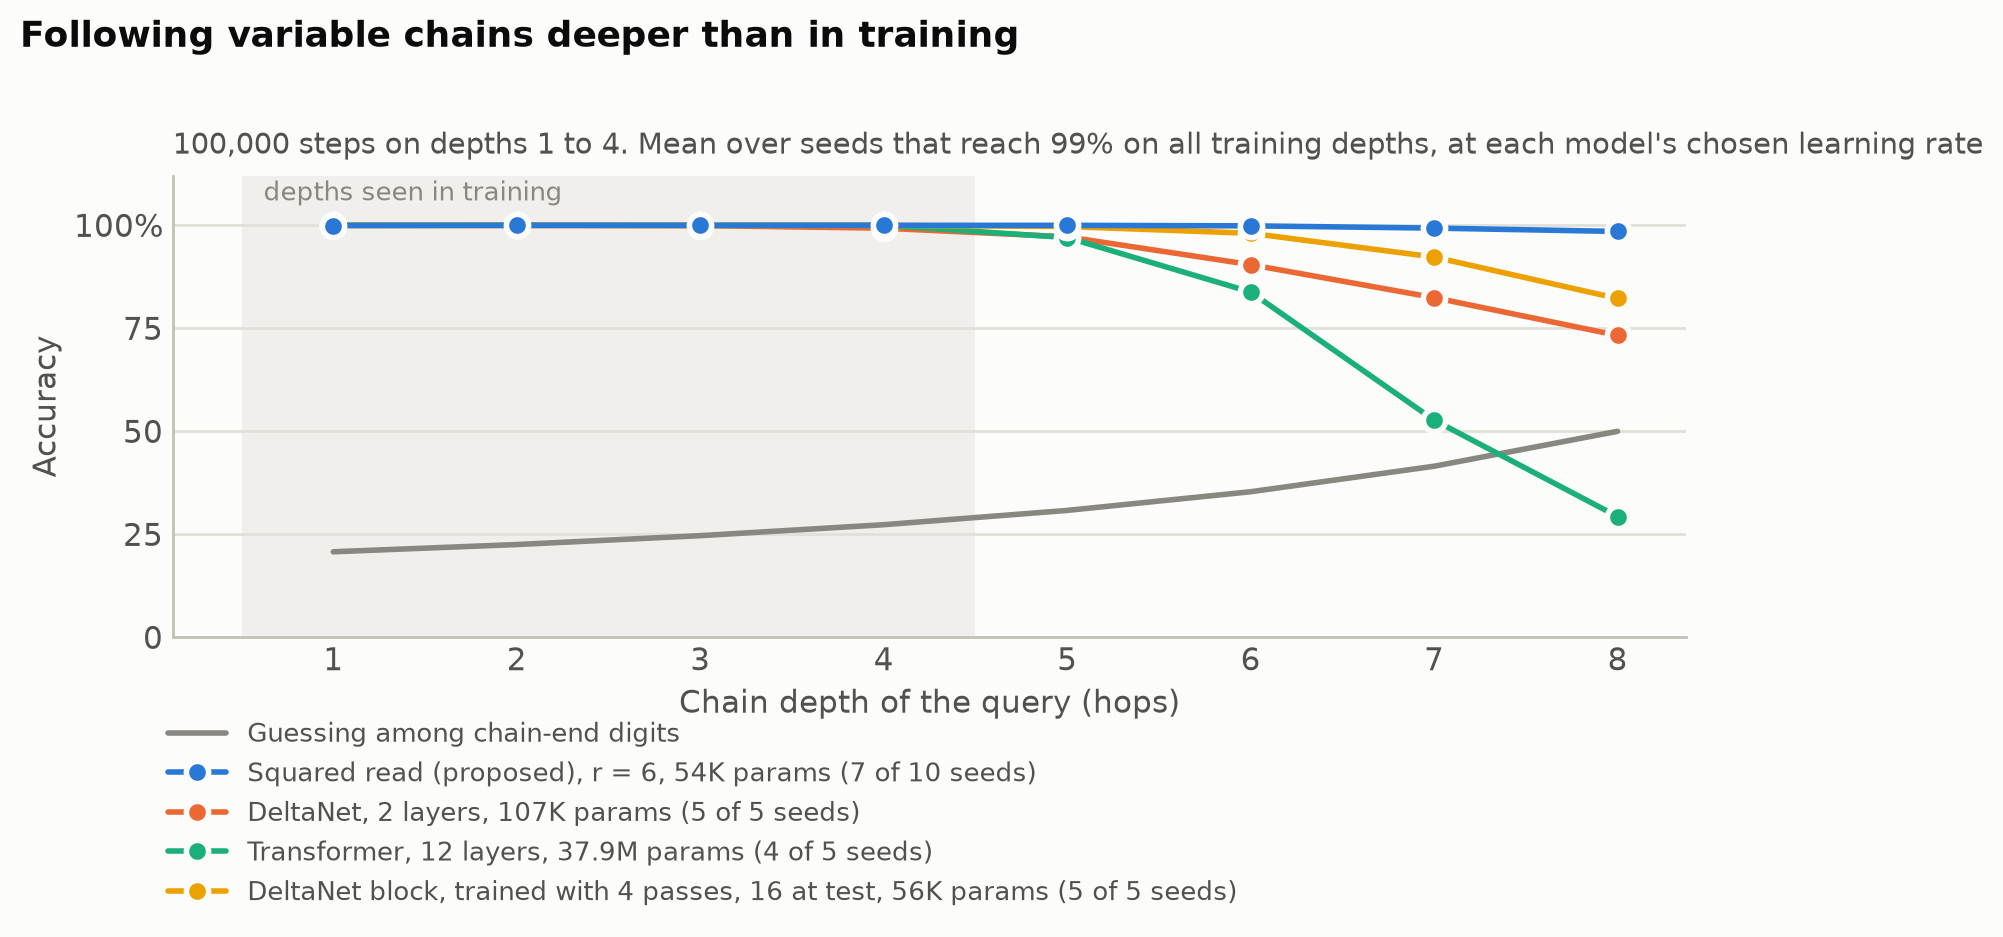 Following variable chains deeper than in training
100,000 steps on depths 1 to 4. Mean over seeds that reach 99% on all training depths, at each model's chosen learning rate
depths seen in training
100%
75
50
25
0
Accuracy
1 2 3 4 5 6 7 8
Chain depth of the query (hops)
Guessing among chain-end digits
Squared read (proposed), r = 6, 54K params (7 of 10 seeds)
DeltaNet, 2 layers, 107K params (5 of 5 seeds)
Transformer, 12 layers, 37.9M params (4 of 5 seeds)
DeltaNet block, trained with 4 passes, 16 at test, 56K params (5 of 5 seeds)